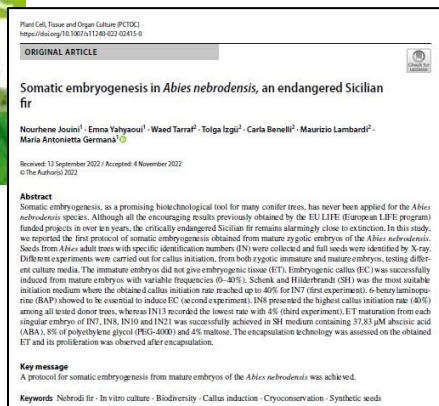 Plant Cell, Tissue and Organ Culture (PCTOC)
https://doi.org/10.1007/s11240-022-02415-0
ORIGINAL ARTICLE
Check for updates
Somatic embryogenesis in Abies nebrodensis, an endangered Sicilian
fir
Nourhene Jouini¹ · Emna Yahyaoui¹ · Waed Tarraf² · Tolga İzgü² · Carla Benelli² · Maurizio Lambardi² ·
Maria Antonietta Germanà¹
Received: 13 September 2022 / Accepted: 4 November 2022
© The Author(s) 2022
Abstract
Somatic embryogenesis, as a promising biotechnological tool for many conifer trees, has never been applied for the Abies
nebrodensis species. Although all the encouraging results previously obtained by the EU LIFE (European LIFE program)
funded projects in over ten years, the critically endangered Sicilian fir remains alarmingly close to extinction. In this study,
we reported the first protocol of somatic embryogenesis obtained from mature zygotic embryos of the Abies nebrodensis.
Seeds from Abies adult trees with specific identification numbers (IN) were collected and full seeds were identified by X-ray.
Different experiments were carried out for callus initiation, from both zygotic immature and mature embryos, testing differ-
ent culture media. The immature embryos did not give embryogenic tissue (ET). Embryogenic callus (EC) was successfully
induced from mature embryos with variable frequencies (0–40%). Schenk and Hilderbrandt (SH) was the most suitable
initiation medium where the obtained callus initiation rate reached up to 40% for IN7 (first experiment). 6-benzylaminopu-
rine (BAP) showed to be essential to induce EC (second experiment). IN8 presented the highest callus initiation rate (40%)
among all tested donor trees, whereas IN13 recorded the lowest rate with 4% (third experiment). ET maturation from each
singular embryo of IN7, IN8, IN10 and IN21 was successfully achieved in SH medium containing 37,83 µM abscisic acid
(ABA), 8% of polyethylene glycol (PEG-4000) and 4% maltose. The encapsulation technology was assessed on the obtained
ET and its proliferation was observed after encapsulation.
Key message
A protocol for somatic embryogenesis from mature embryos of the Abies nebrodensis was achieved.
Keywords Nebrodi fir · In vitro culture · Biodiversity · Callus induction · Cryoconservation · Synthetic seeds